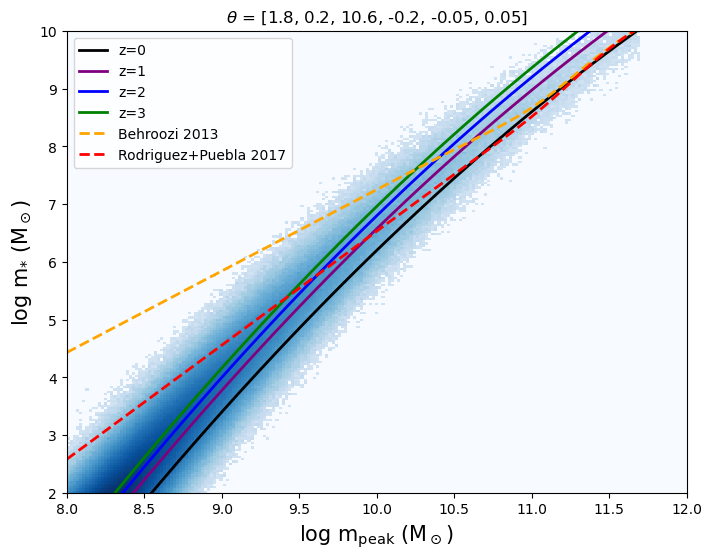 θ = [1.8, 0.2, 10.6, -0.2, -0.05, 0.05]
z=0
z=1
z=2
z=3
Behroozi 2013
Rodriguez+Puebla 2017
log m* (M⊙)
10
9
8
7
6
5
4
3
2
8.0 8.5 9.0 9.5 10.0 10.5 11.0 11.5 12.0
log m_peak (M⊙)